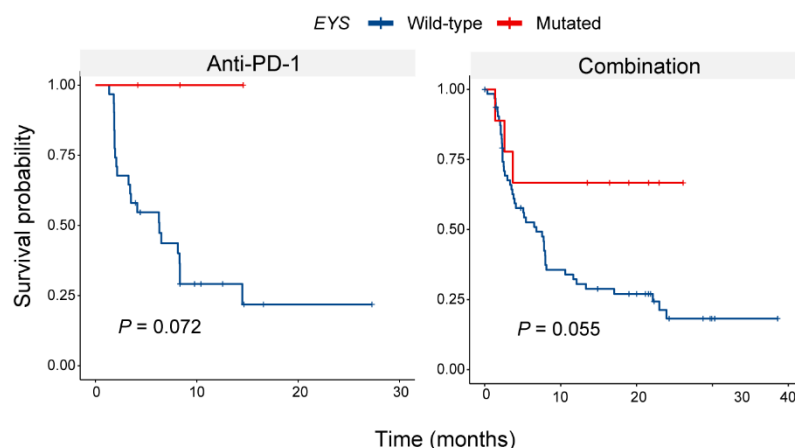 EYS Wild-type Mutated
Anti-PD-1
Combination
Survival probability
1.00
0.75
0.50
0.25
0.00
P = 0.072
0
10
20
30
1.00
0.75
0.50
0.25
0.00
P = 0.055
0
10
20
30
40
Time (months)